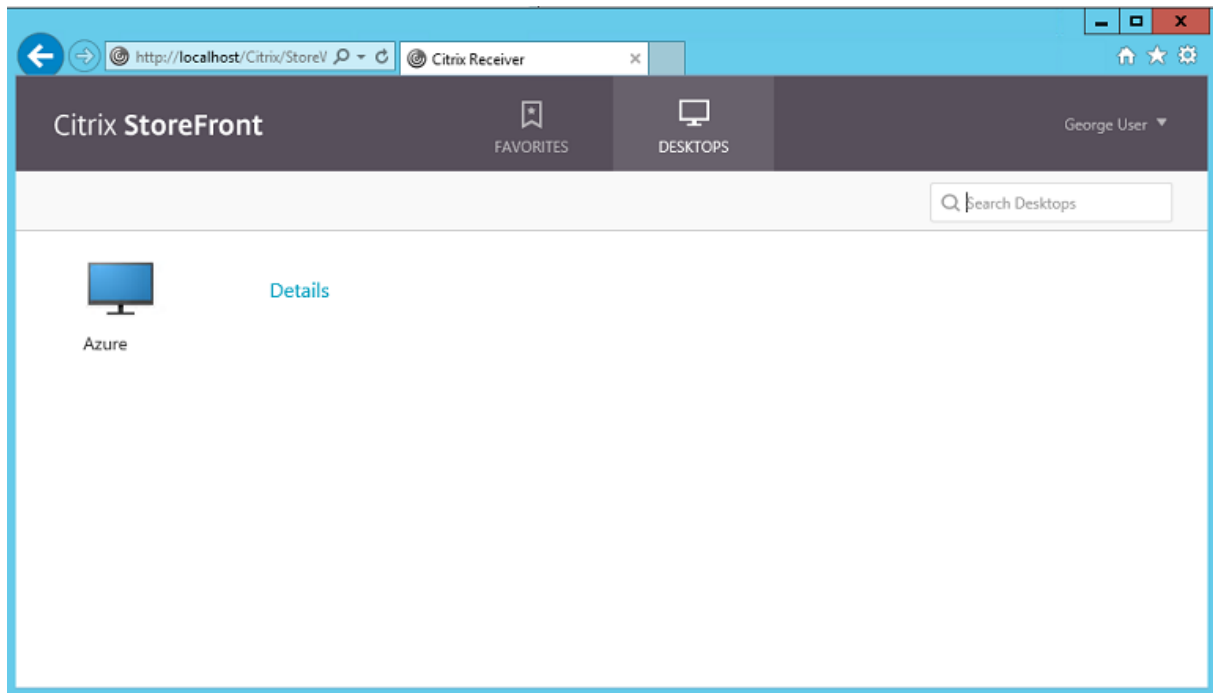 http://localhost/Citrix/StoreV
Citrix Receiver
Citrix StoreFront
FAVORITES
DESKTOPS
George User
Search Desktops
Details
Azure